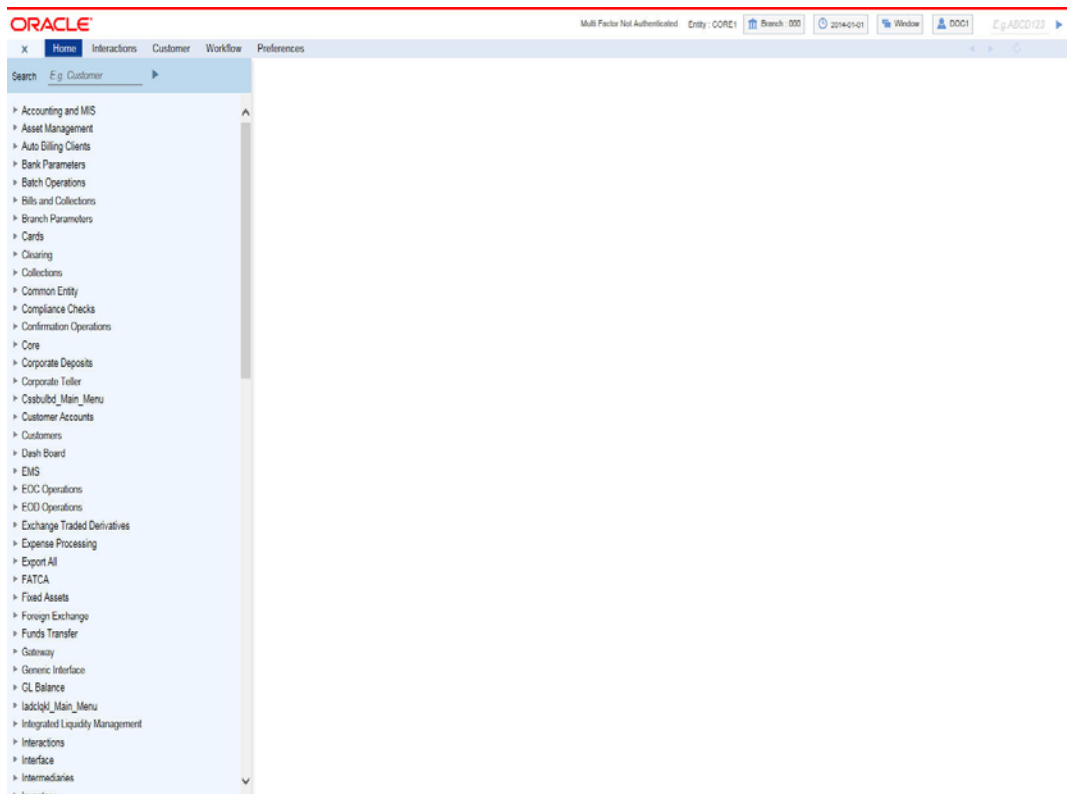 ORACLE
Multi Factor Not Authenticated Entity : CORE1 Branch : 000 2014-01-01 Window DOC1 E.g.ABCD123
X Home Interactions Customer Workflow Preferences
Search E.g. Customer
Accounting and MIS
Asset Management
Auto Billing Clients
Bank Parameters
Batch Operations
Bills and Collections
Branch Parameters
Cards
Clearing
Collections
Common Entity
Compliance Checks
Confirmation Operations
Core
Corporate Deposits
Corporate Teller
Cssbulbd_Main_Menu
Customer Accounts
Customers
Dash Board
EMS
EOC Operations
EOD Operations
Exchange Traded Derivatives
Expense Processing
Export All
FATCA
Fixed Assets
Foreign Exchange
Funds Transfer
Gateway
Generic Interface
GL Balance
Iadclqkl_Main_Menu
Integrated Liquidity Management
Interactions
Interface
Intermediaries